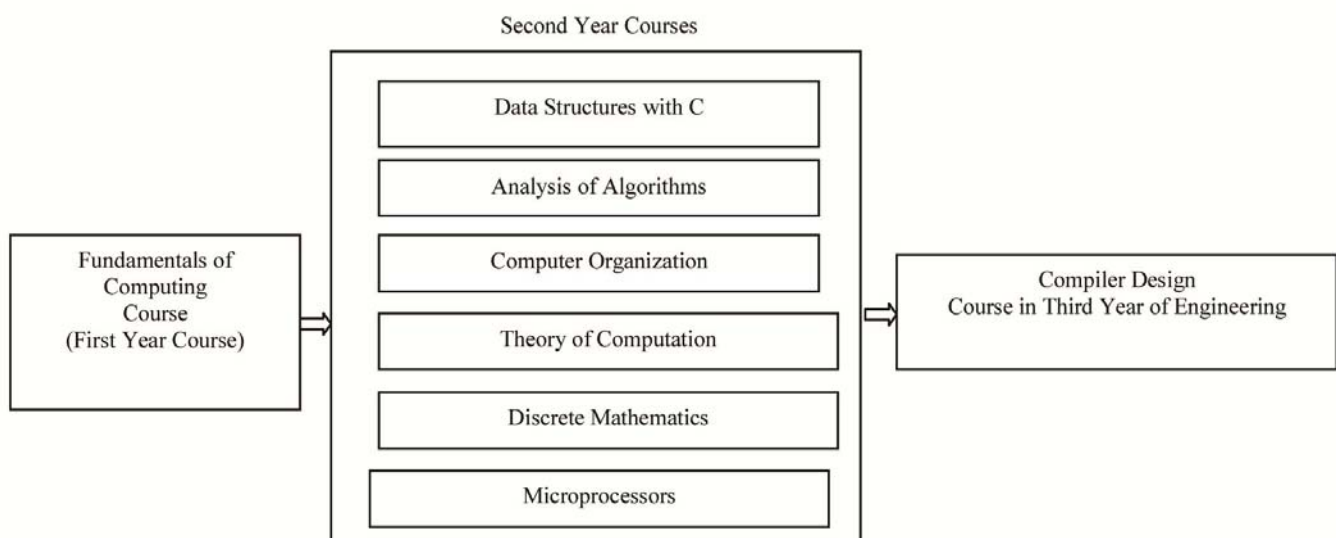 Second Year Courses
Fundamentals of
Computing
Course
(First Year Course)
Data Structures with C
Analysis of Algorithms
Computer Organization
Theory of Computation
Discrete Mathematics
Microprocessors
Compiler Design
Course in Third Year of Engineering